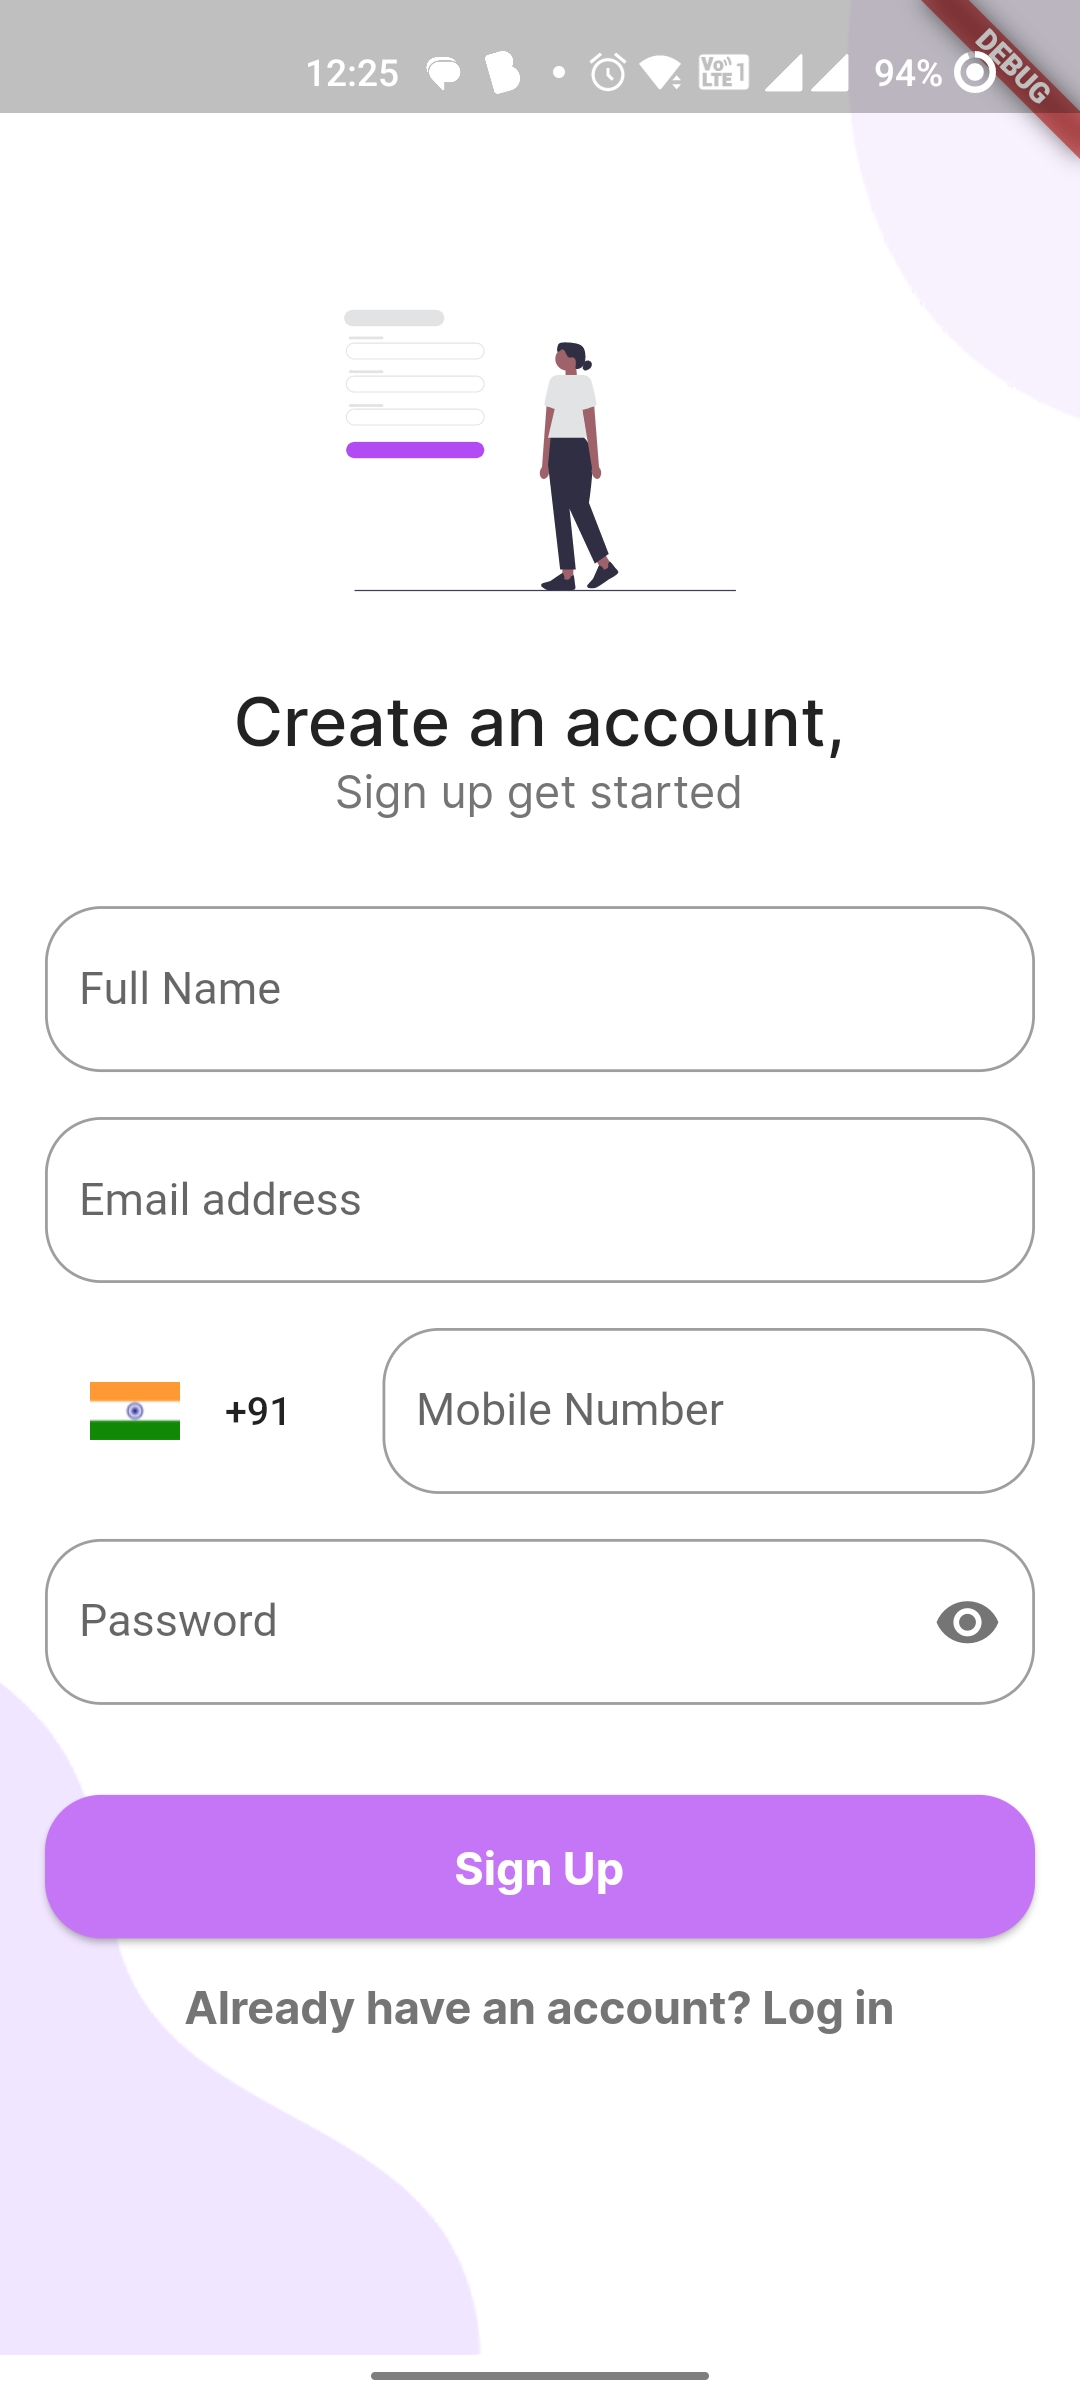 12:25 Vo LTE 1 94%
DEBUG
Create an account,
Sign up get started
Full Name
Email address
+91 Mobile Number
Password
Sign Up
Already have an account? Log in